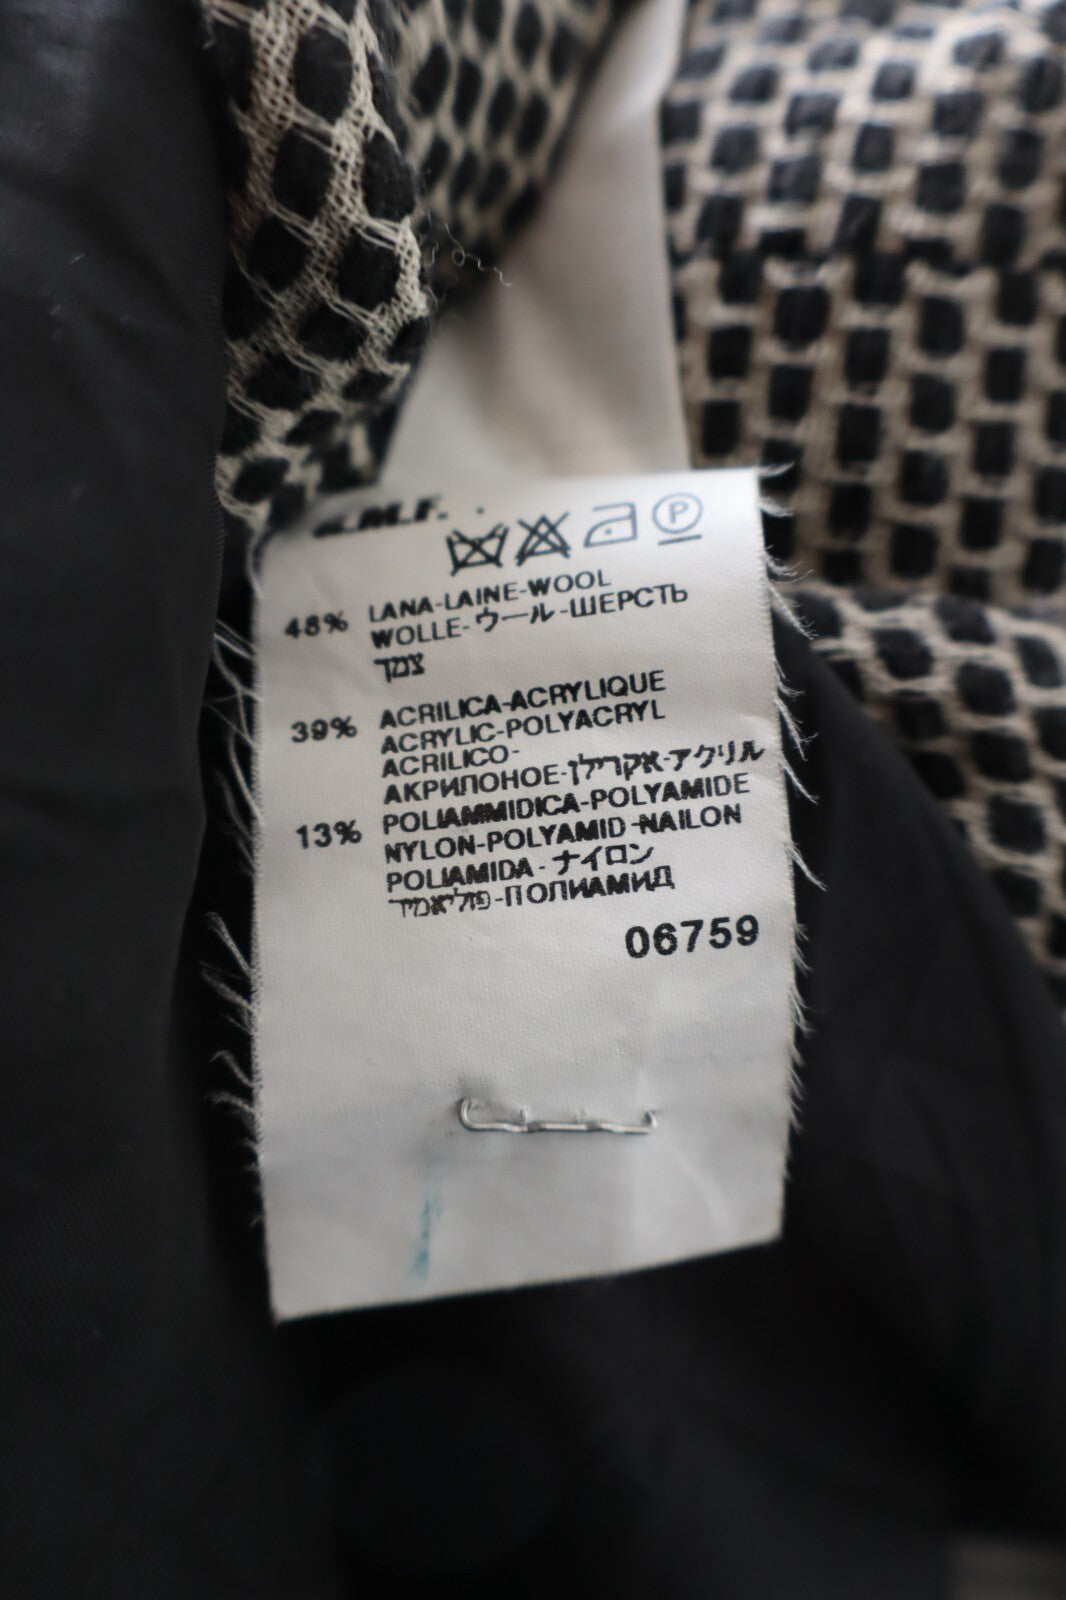 48% LANA-LAINE-WOOL
WOLLE-ウール-ШЕРСТЬ
צמר
39% ACRILICA-ACRYLIQUE
ACRYLIC-POLYACRYL
ACRILICO-
АКРИЛОНОЕ-אקרילן-アクリル
13% POLIAMMIDICA-POLYAMIDE
NYLON-POLYAMID-NAILON
POLIAMIDA-ナイロン
פוליאמיד-ПОЛИАМИД
06759